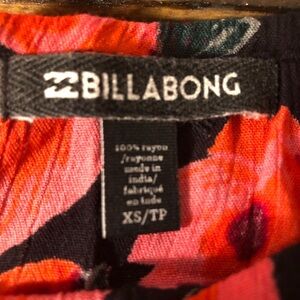 BILLABONG
100% rayon
/rayonne
made in
india/
fabriqué
en inde
XS/TP